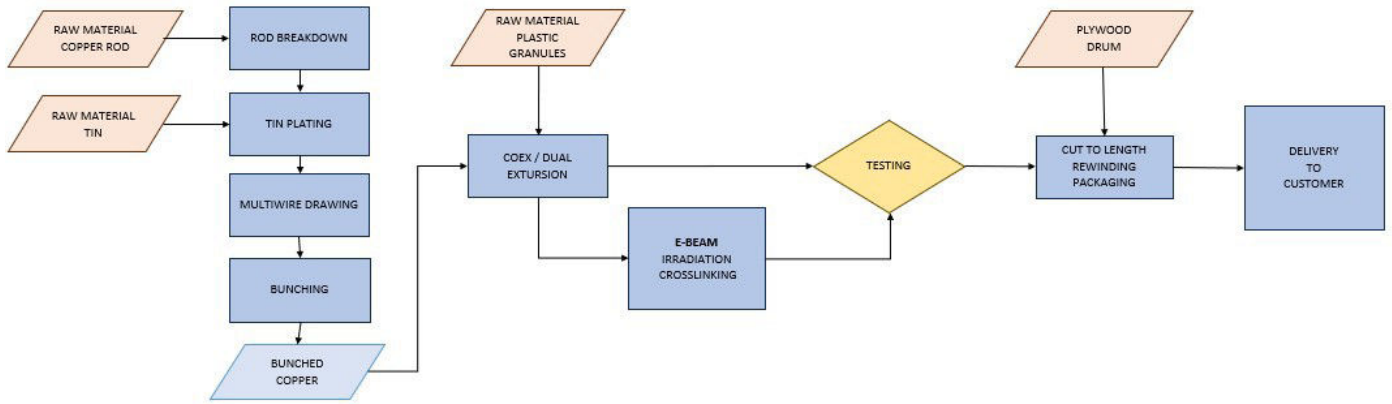 RAW MATERIAL
COPPER ROD
ROD BREAKDOWN
RAW MATERIAL
TIN
TIN PLATING
MULTIWIRE DRAWING
BUNCHING
BUNCHED
COPPER
RAW MATERIAL
PLASTIC
GRANULES
COEX / DUAL
EXTURSION
E-BEAM
IRRADIATION
CROSSLINKING
TESTING
PLYWOOD
DRUM
CUT TO LENGTH
REWINDING
PACKAGING
DELIVERY
TO
CUSTOMER